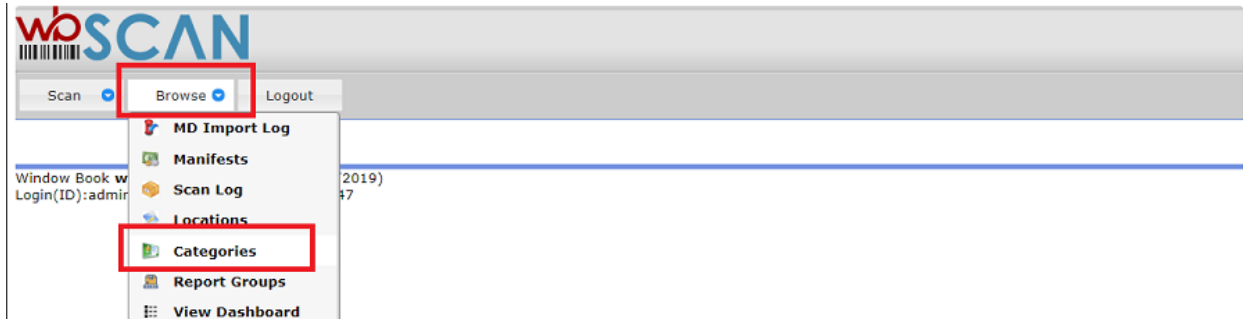 wbSCAN
Scan Browse Logout
MD Import Log
Manifests
Window Book w 2019)
Scan Log
Login(ID):admin 47
Locations
Categories
Report Groups
View Dashboard